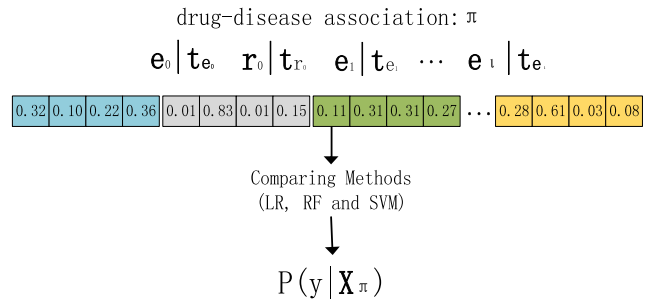 drug-disease association: π
e₀|tₑ₀ r₀|tᵣ₀ e₁|tₑ₁ ··· eₗ|tₑ
0.32 0.10 0.22 0.36 0.01 0.83 0.01 0.15 0.11 0.31 0.31 0.27 ··· 0.28 0.61 0.03 0.08
Comparing Methods
(LR, RF and SVM)
P(y|Xπ)